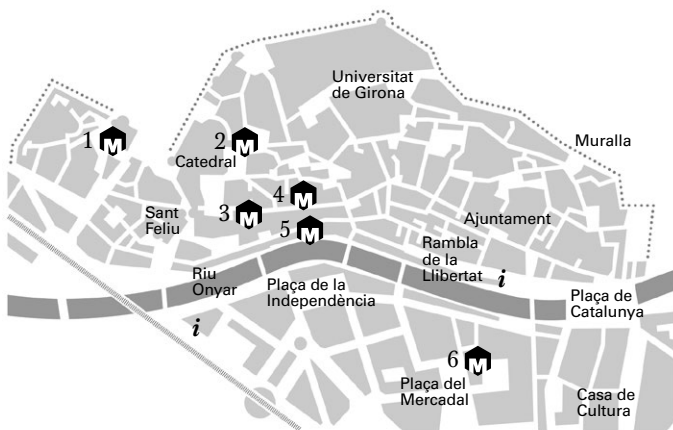 Universitat
de Girona
Muralla
1 M
2 M
Catedral
4 M
3 M
Sant
Feliu
Ajuntament
5 M
Rambla
de la
Llibertat
i
Riu
Onyar
Plaça de la
Independència
Plaça de
Catalunya
i
6 M
Plaça del
Mercadal
Casa de
Cultura